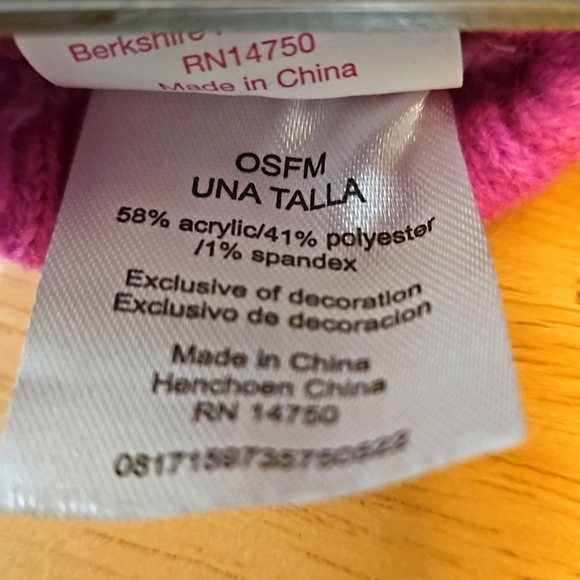 Berkshire
RN14750
Made in China
OSFM
UNA TALLA
58% acrylic/41% polyester
/1% spandex
Exclusive of decoration
Exclusivo de decoracion
Made in China
Henchoen China
RN 14750